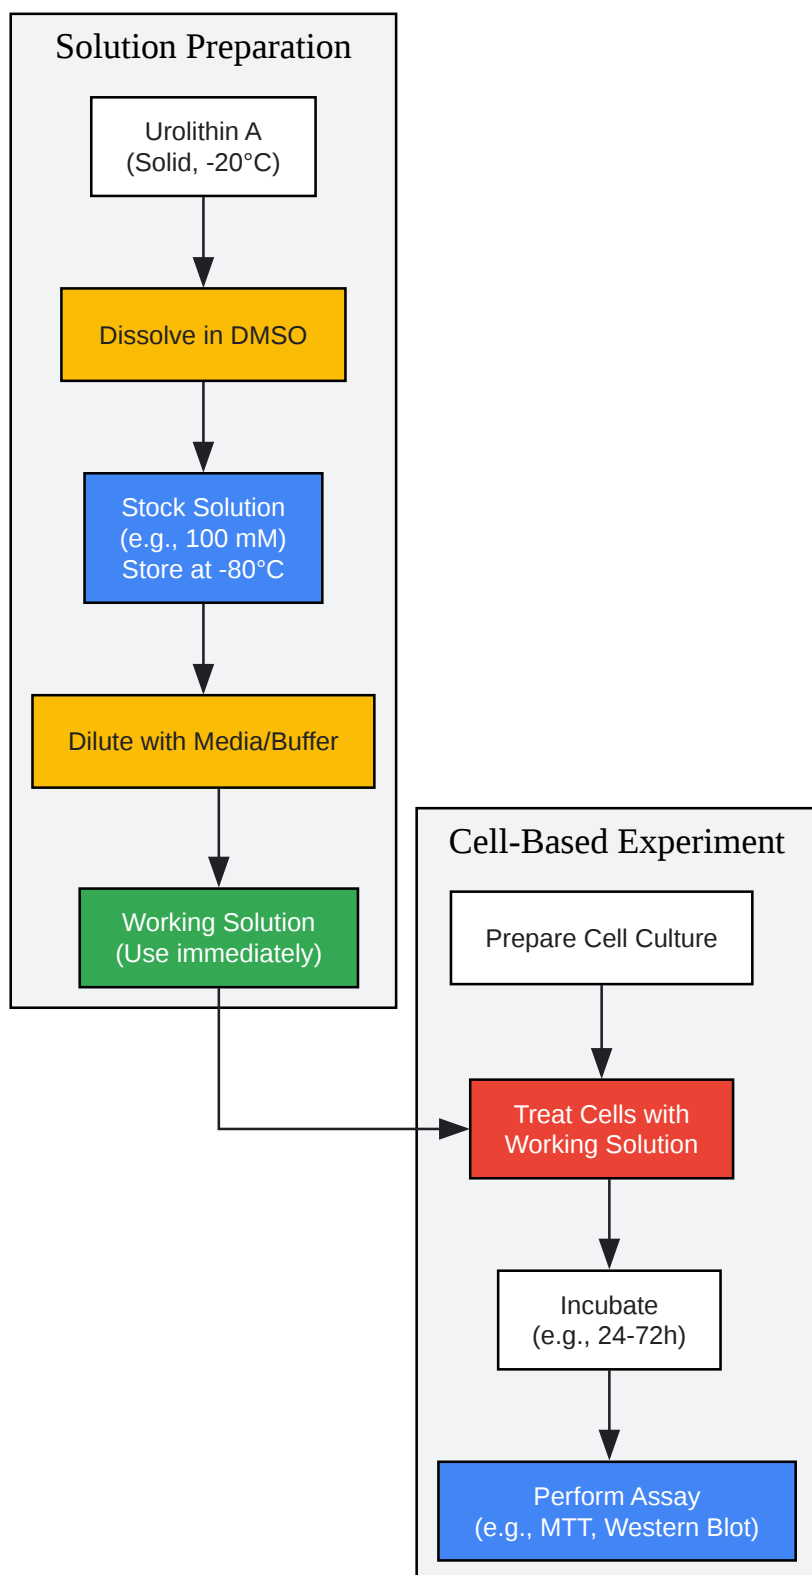 Solution Preparation
Urolithin A
(Solid, -20°C)
Dissolve in DMSO
Stock Solution
(e.g., 100 mM)
Store at -80°C
Dilute with Media/Buffer
Working Solution
(Use immediately)
Cell-Based Experiment
Prepare Cell Culture
Treat Cells with
Working Solution
Incubate
(e.g., 24-72h)
Perform Assay
(e.g., MTT, Western Blot)